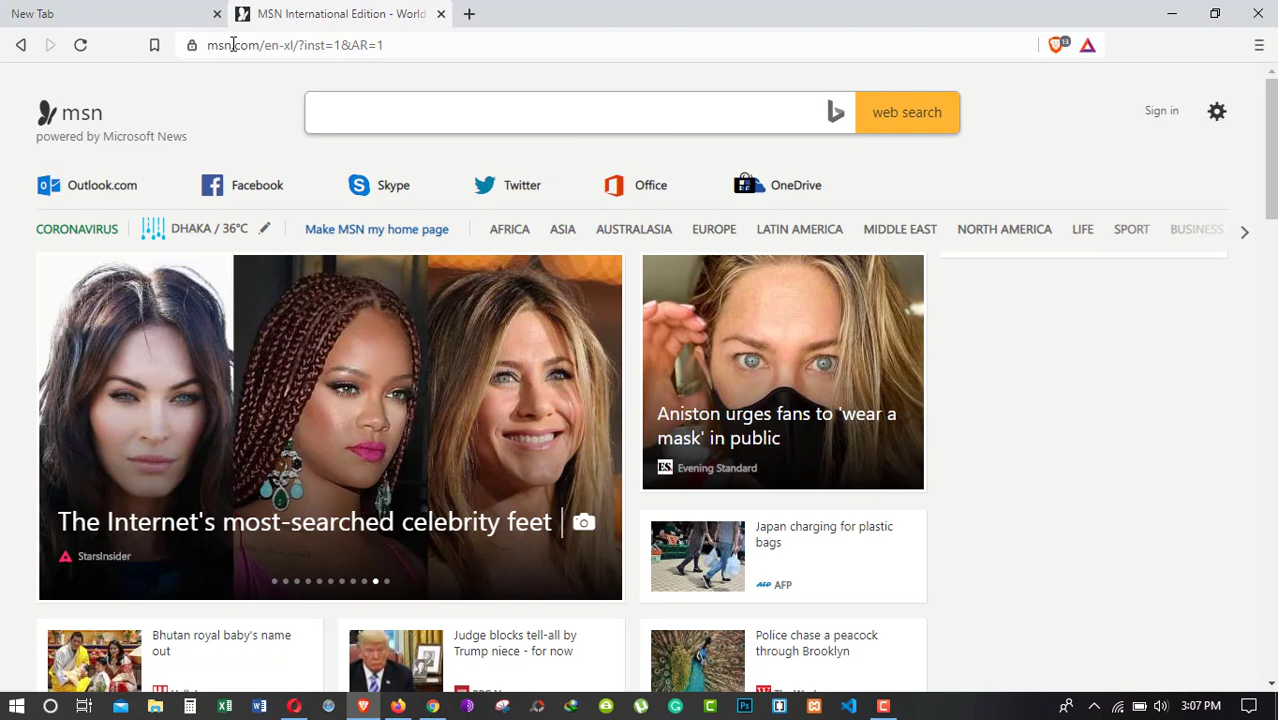 New Tab
MSN International Edition - World
msn.com/en-xl/?inst=1&AR=1
13
msn
powered by Microsoft News
web search
Sign in
Outlook.com
Facebook
Skype
Twitter
Office
OneDrive
CORONAVIRUS
DHAKA / 36°C
Make MSN my home page
AFRICA
ASIA
AUSTRALASIA
EUROPE
LATIN AMERICA
MIDDLE EAST
NORTH AMERICA
LIFE
SPORT
BUSINESS
The Internet's most-searched celebrity feet
StarsInsider
Aniston urges fans to 'wear a
mask' in public
ES Evening Standard
Japan charging for plastic
bags
AFP AFP
Bhutan royal baby's name
out
Judge blocks tell-all by
Trump niece - for now
Police chase a peacock
through Brooklyn
3:07 PM